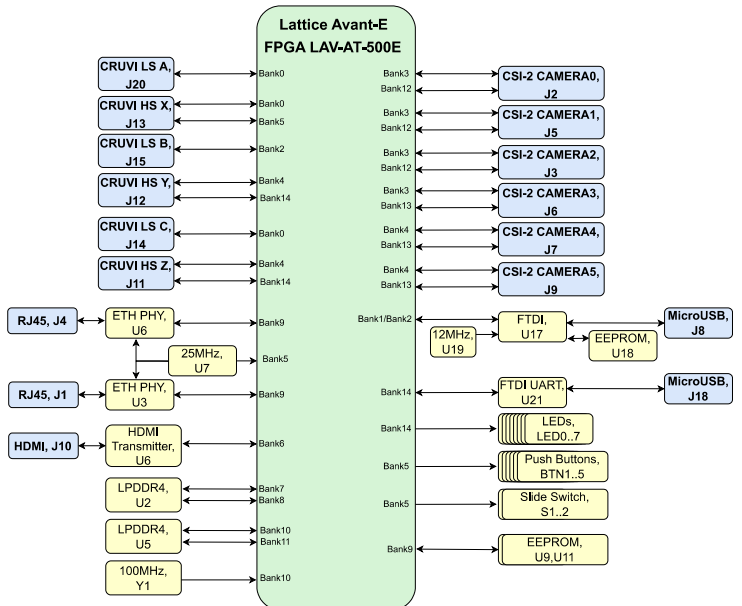 Lattice Avant-E
FPGA LAV-AT-500E
CRUVI LS A,
J20
Bank0
CRUVI HS X,
J13
Bank0
Bank5
CRUVI LS B,
J15
Bank2
CRUVI HS Y,
J12
Bank4
Bank14
CRUVI LS C,
J14
Bank0
CRUVI HS Z,
J11
Bank4
Bank14
RJ45, J4
ETH PHY,
U6
Bank9
25MHz,
U7
Bank5
RJ45, J1
ETH PHY,
U3
Bank9
HDMI, J10
HDMI
Transmitter,
U6
Bank6
LPDDR4,
U2
Bank7
Bank8
LPDDR4,
U5
Bank10
Bank11
100MHz,
Y1
Bank10
Bank3
Bank12
CSI-2 CAMERA0,
J2
Bank3
Bank12
CSI-2 CAMERA1,
J5
Bank3
Bank12
CSI-2 CAMERA2,
J3
Bank3
Bank13
CSI-2 CAMERA3,
J6
Bank4
Bank13
CSI-2 CAMERA4,
J7
Bank4
Bank13
CSI-2 CAMERA5,
J9
Bank1/Bank2
12MHz,
U19
FTDI,
U17
EEPROM,
U18
MicroUSB,
J8
Bank14
FTDI UART,
U21
MicroUSB,
J18
Bank14
LEDs,
LED0..7
Bank5
Push Buttons,
BTN1..5
Bank5
Slide Switch,
S1..2
Bank9
EEPROM,
U9,U11